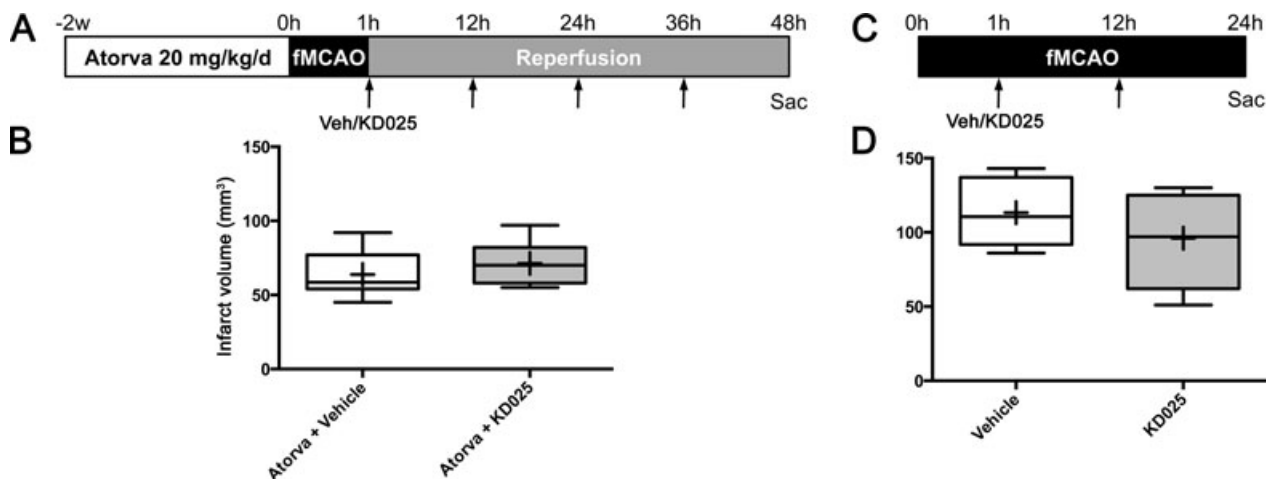 A
-2w 0h 1h 12h 24h 36h 48h
Atorva 20 mg/kg/d fMCAO Reperfusion
Veh/KD025
Sac
B
Infarct volume (mm³)
150
100
50
0
Atorva + Vehicle
Atorva + KD025
C
0h 1h 12h 24h
fMCAO
Veh/KD025
Sac
D
150
100
50
0
Vehicle
KD025